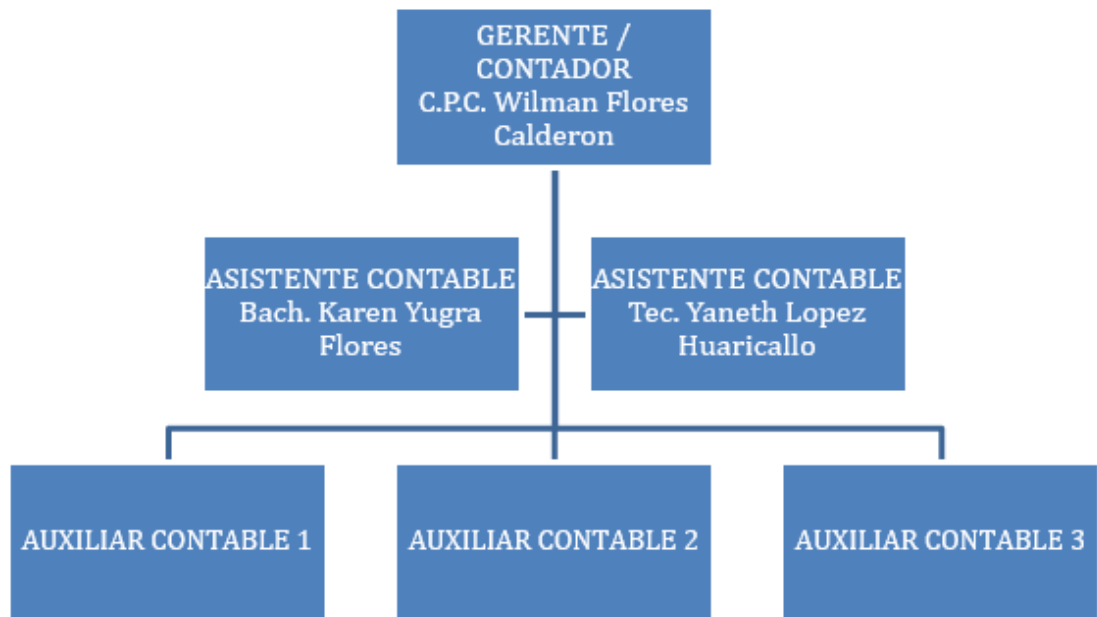 GERENTE /
CONTADOR
C.P.C. Wilman Flores
Calderon
ASISTENTE CONTABLE
Bach. Karen Yugra
Flores
ASISTENTE CONTABLE
Tec. Yaneth Lopez
Huaricallo
AUXILIAR CONTABLE 1
AUXILIAR CONTABLE 2
AUXILIAR CONTABLE 3